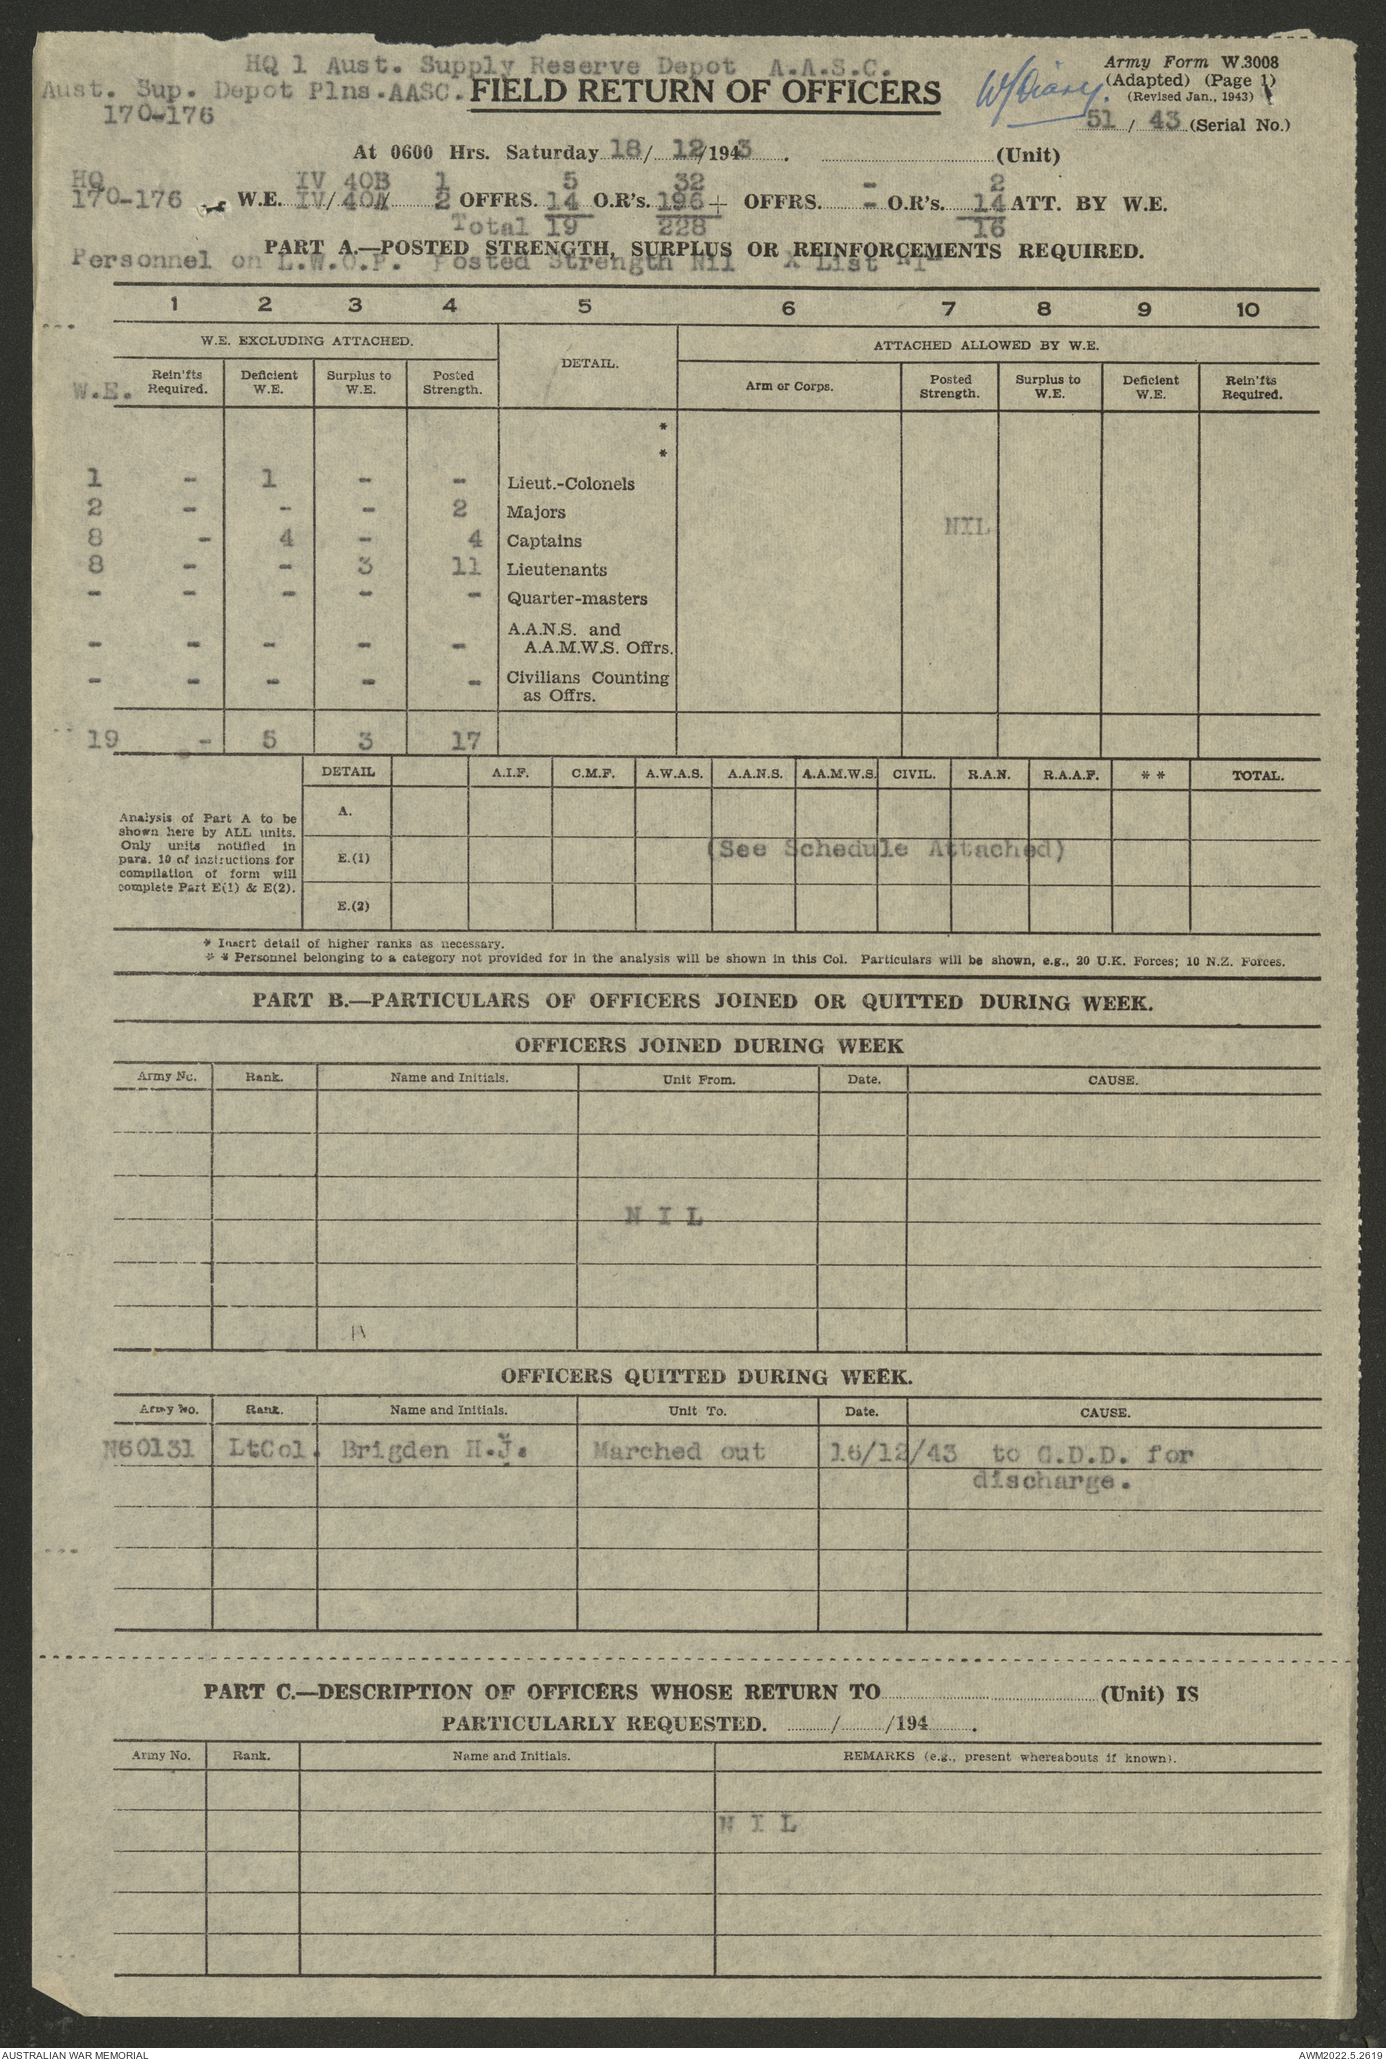 HQ 1 Aust. Supply Reserve Depot A.A.S.C.
Aust. Sup. Depot Plns.AASC.
170-176
FIELD RETURN OF OFFICERS
W/Diary.
Army Form W.3008
(Adapted) (Page 1)
(Revised Jan., 1943)
51 / 43 (Serial No.)
At 0600 Hrs. Saturday 18/ 12/1943 . (Unit)
HQ IV 40B 1 5 32 - 2
170-176 W.E. IV/40A 2 OFFRS. 14 O.R's. 196 + OFFRS. - O.R's. 14 ATT. BY W.E.
Total 19 228 16
PART A.—POSTED STRENGTH, SURPLUS OR REINFORCEMENTS REQUIRED.
Personnel on L.W.O.P. Posted Strength Nil X List "1"
1 2 3 4 5 6 7 8 9 10
W.E. EXCLUDING ATTACHED. DETAIL. ATTACHED ALLOWED BY W.E.
W.E. Rein'fts Required. Deficient W.E. Surplus to W.E. Posted Strength. Arm or Corps. Posted Strength. Surplus to W.E. Deficient W.E. Rein'fts Required.
*
*
1 - 1 - - Lieut.-Colonels
2 - - - 2 Majors
NIL
8 - 4 - 4 Captains
8 - - 3 11 Lieutenants
- - - - - Quarter-masters
- - - - - A.A.N.S. and
A.A.M.W.S. Offrs.
- - - - - Civilians Counting
as Offrs.
19 - 5 3 17
DETAIL A.I.F. C.M.F. A.W.A.S. A.A.N.S. A.A.M.W.S. CIVIL. R.A.N. R.A.A.F. * * TOTAL.
Analysis of Part A to be
shown here by ALL units.
Only units notified in
para. 10 of instructions for
compilation of form will
complete Part E(1) & E(2).
A.
E.(1)
(See Schedule Attached)
E.(2)
* Insert detail of higher ranks as necessary.
* * Personnel belonging to a category not provided for in the analysis will be shown in this Col. Particulars will be shown, e.g., 20 U.K. Forces; 10 N.Z. Forces.
PART B.—PARTICULARS OF OFFICERS JOINED OR QUITTED DURING WEEK.
OFFICERS JOINED DURING WEEK
Army No. Rank. Name and Initials. Unit From. Date. CAUSE.
N I L
OFFICERS QUITTED DURING WEEK.
Army No. Rank. Name and Initials. Unit To. Date. CAUSE.
N60131 LtCol. Brigden H.J. Marched out 16/12/43 to G.D.D. for
discharge.
PART C.—DESCRIPTION OF OFFICERS WHOSE RETURN TO (Unit) IS
PARTICULARLY REQUESTED. / /194 .
Army No. Rank. Name and Initials. REMARKS (e.g., present whereabouts if known).
N I L
AUSTRALIAN WAR MEMORIAL
AWM2022.5.2619